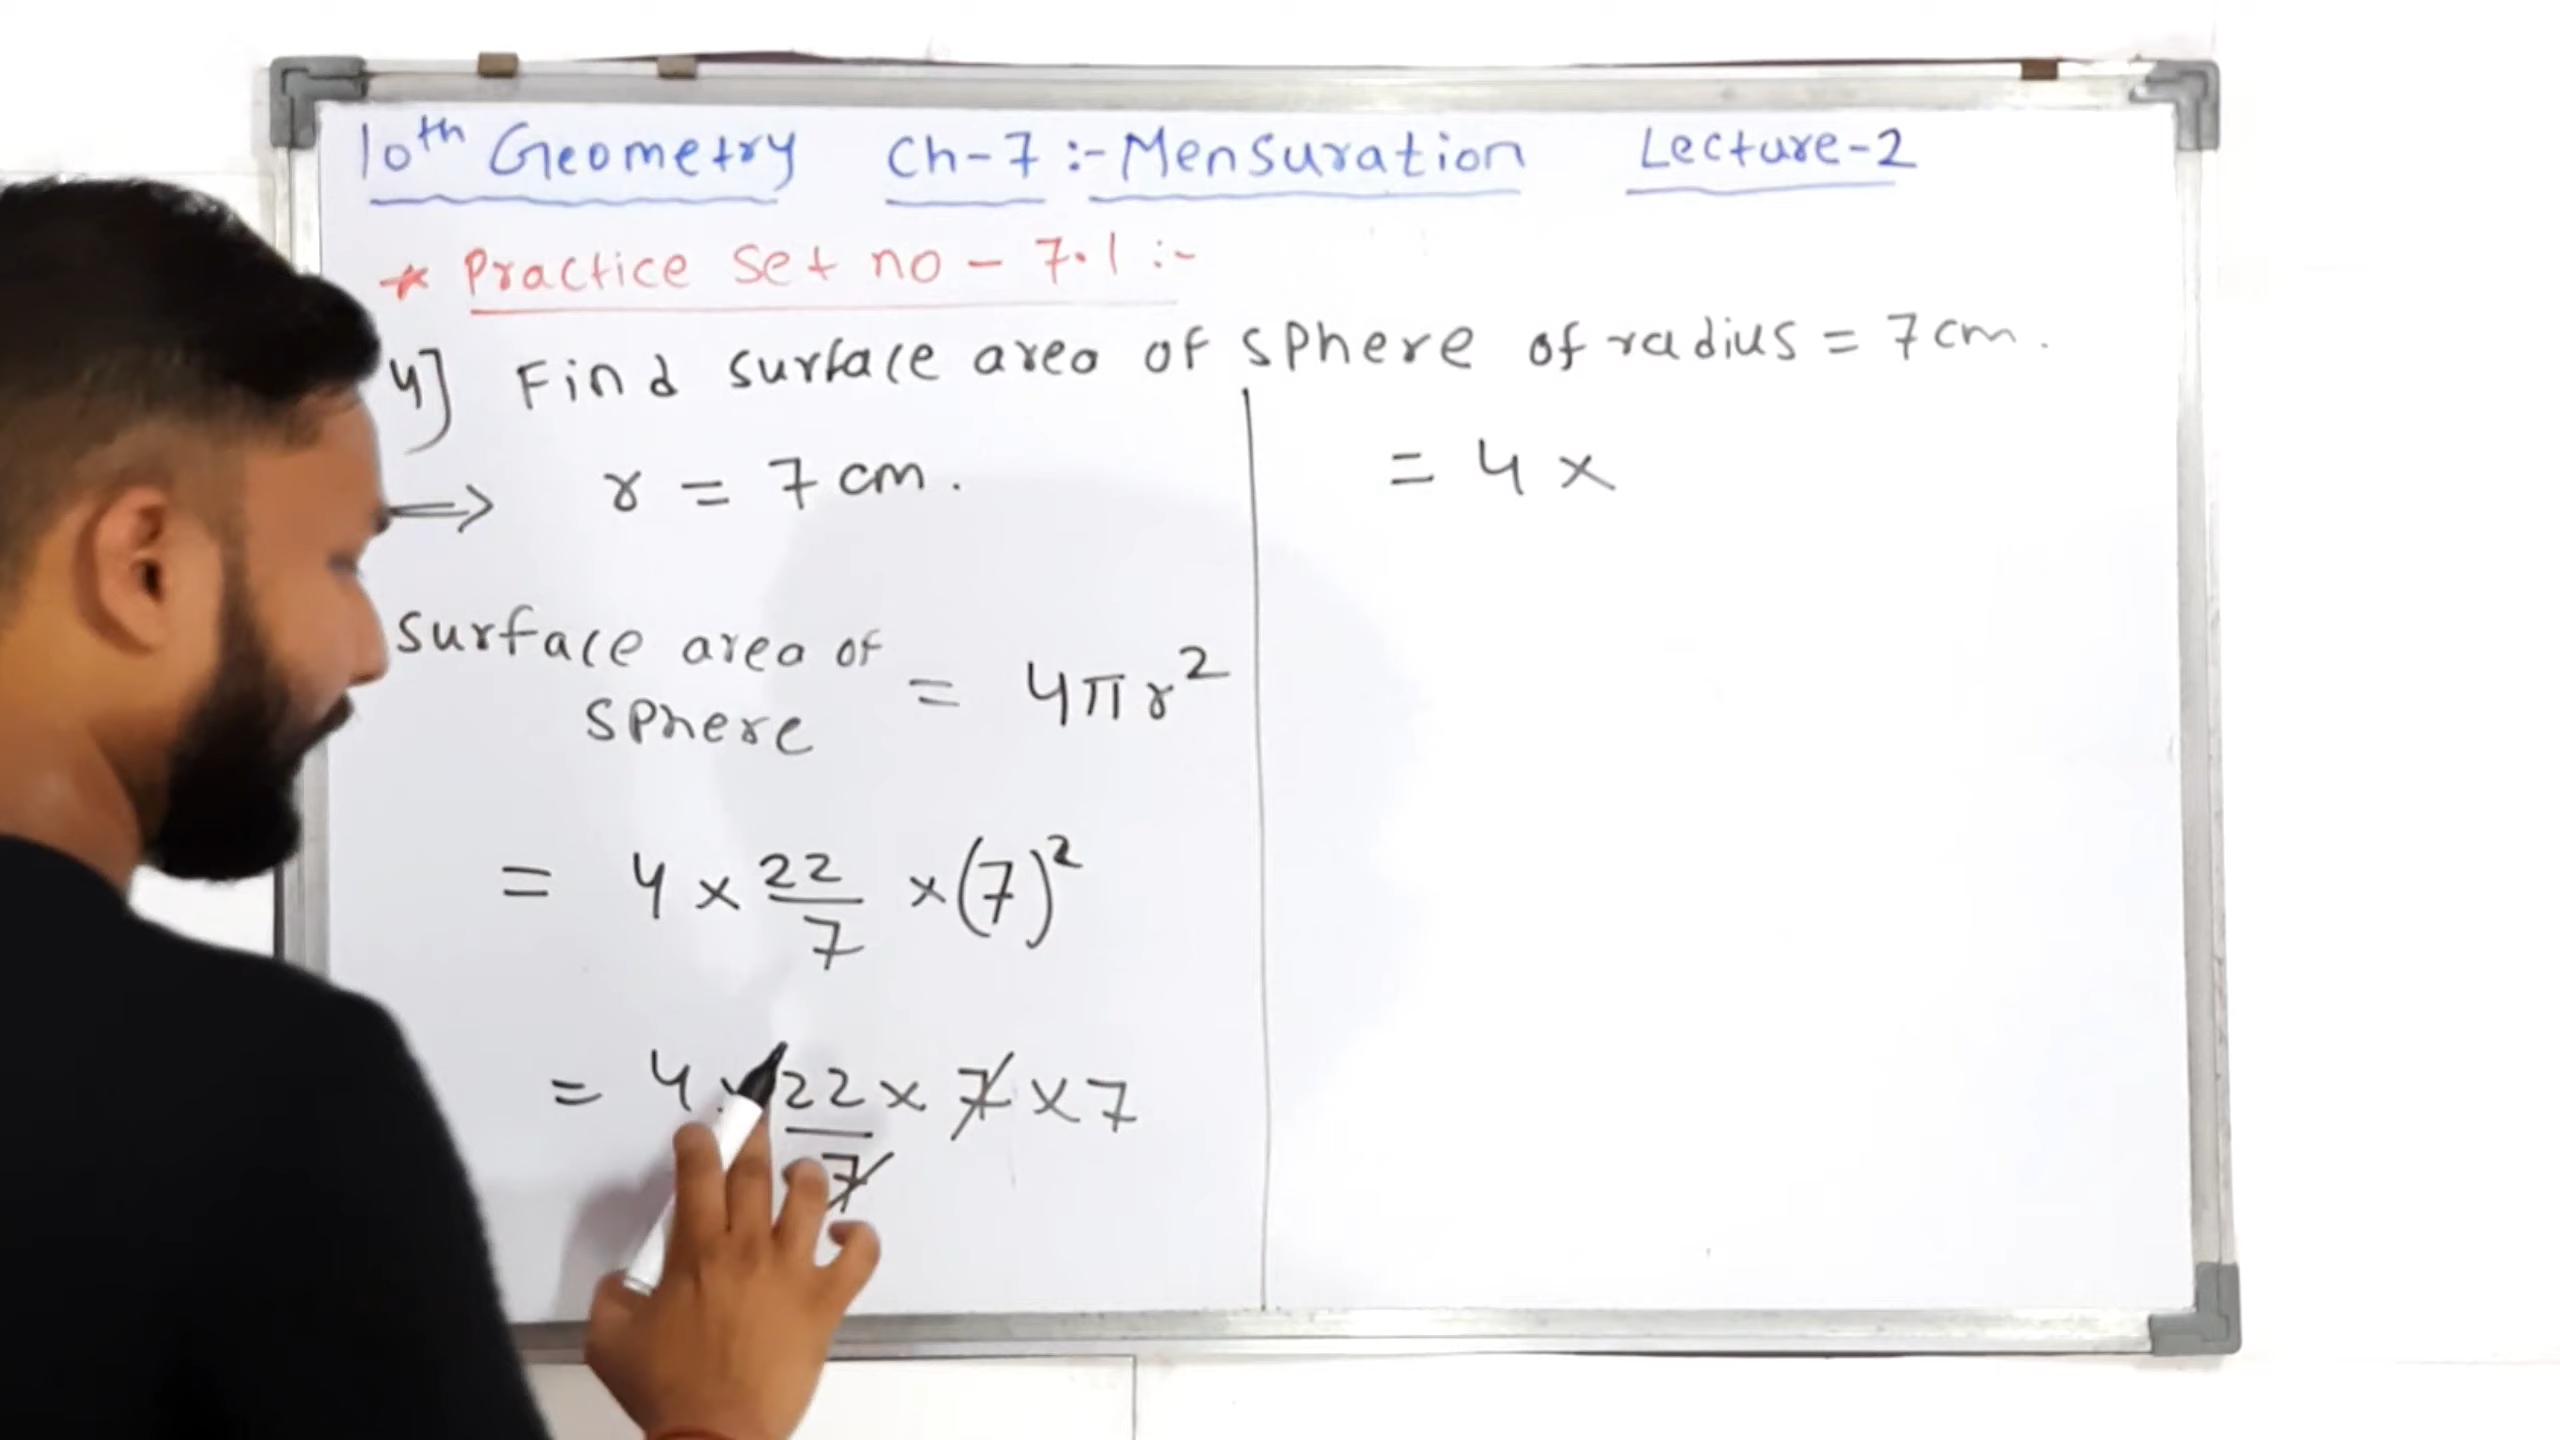 10th Geometry Ch-7 :- Mensuration Lecture-2
* Practice Set no - 7.1 :-
4] Find surface area of sphere of radius = 7cm.
⇒ r = 7 cm.
surface area of sphere = 4πr²
= 4 × 22/7 × (7)²
= 4 × 22/7 × 7 × 7
= 4 ×